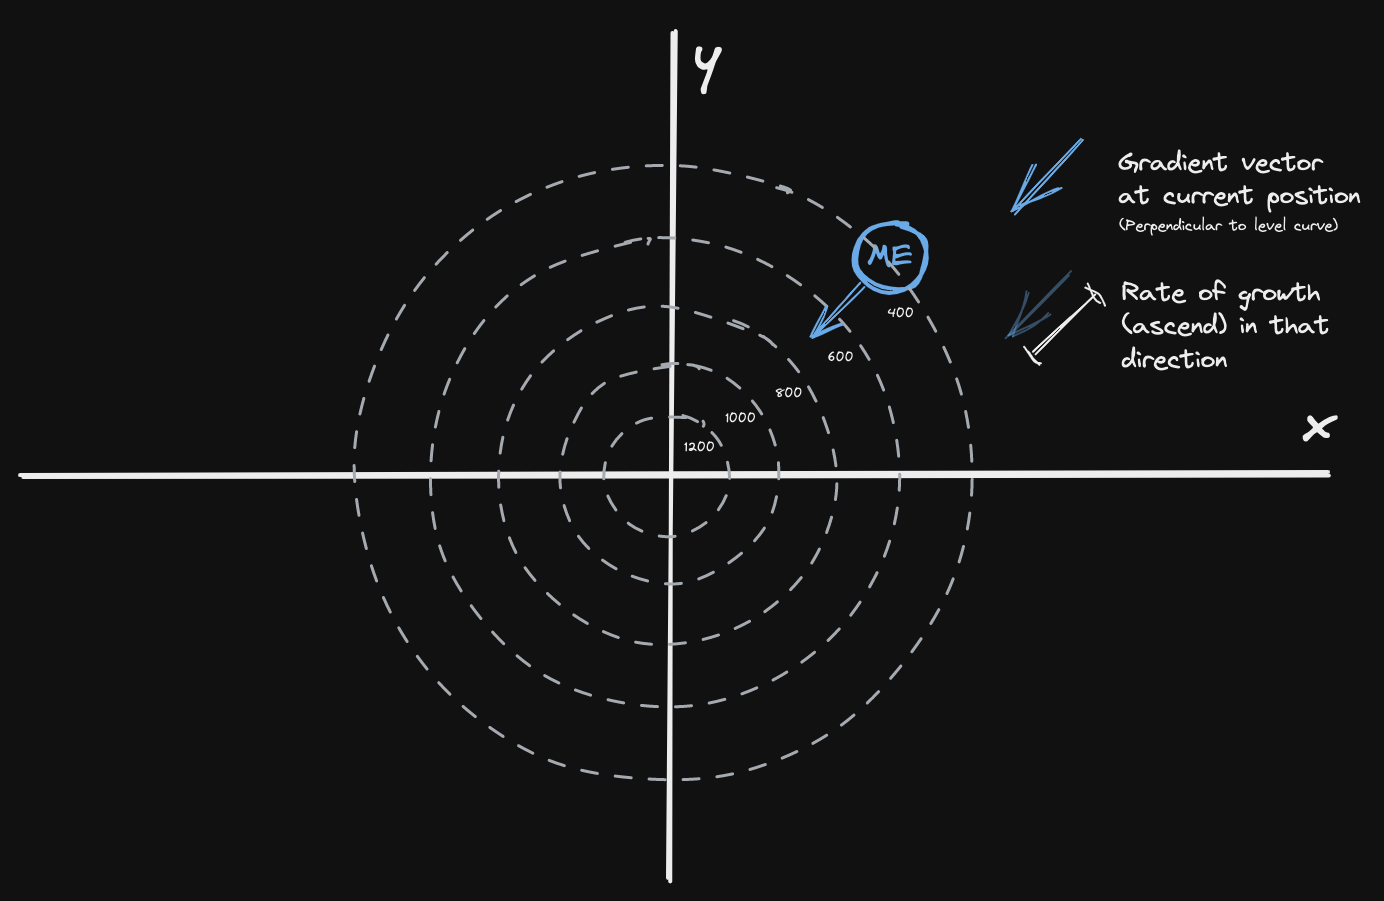 y
Gradient vector
at current position
(Perpendicular to level curve)
ME
Rate of growth
(ascend) in that
direction
400
600
800
1000
1200
x